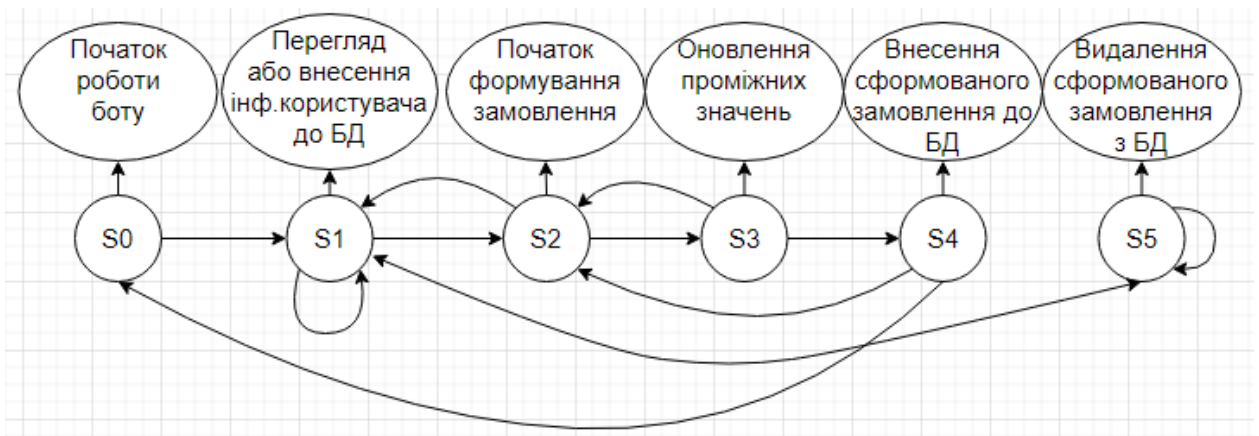 Початок
роботи
боту
Перегляд
або внесення
інф.користувача
до БД
Початок
формування
замовлення
Оновлення
проміжних
значень
Внесення
сформованого
замовлення до
БД
Видалення
сформованого
замовлення
з БД
S0
S1
S2
S3
S4
S5